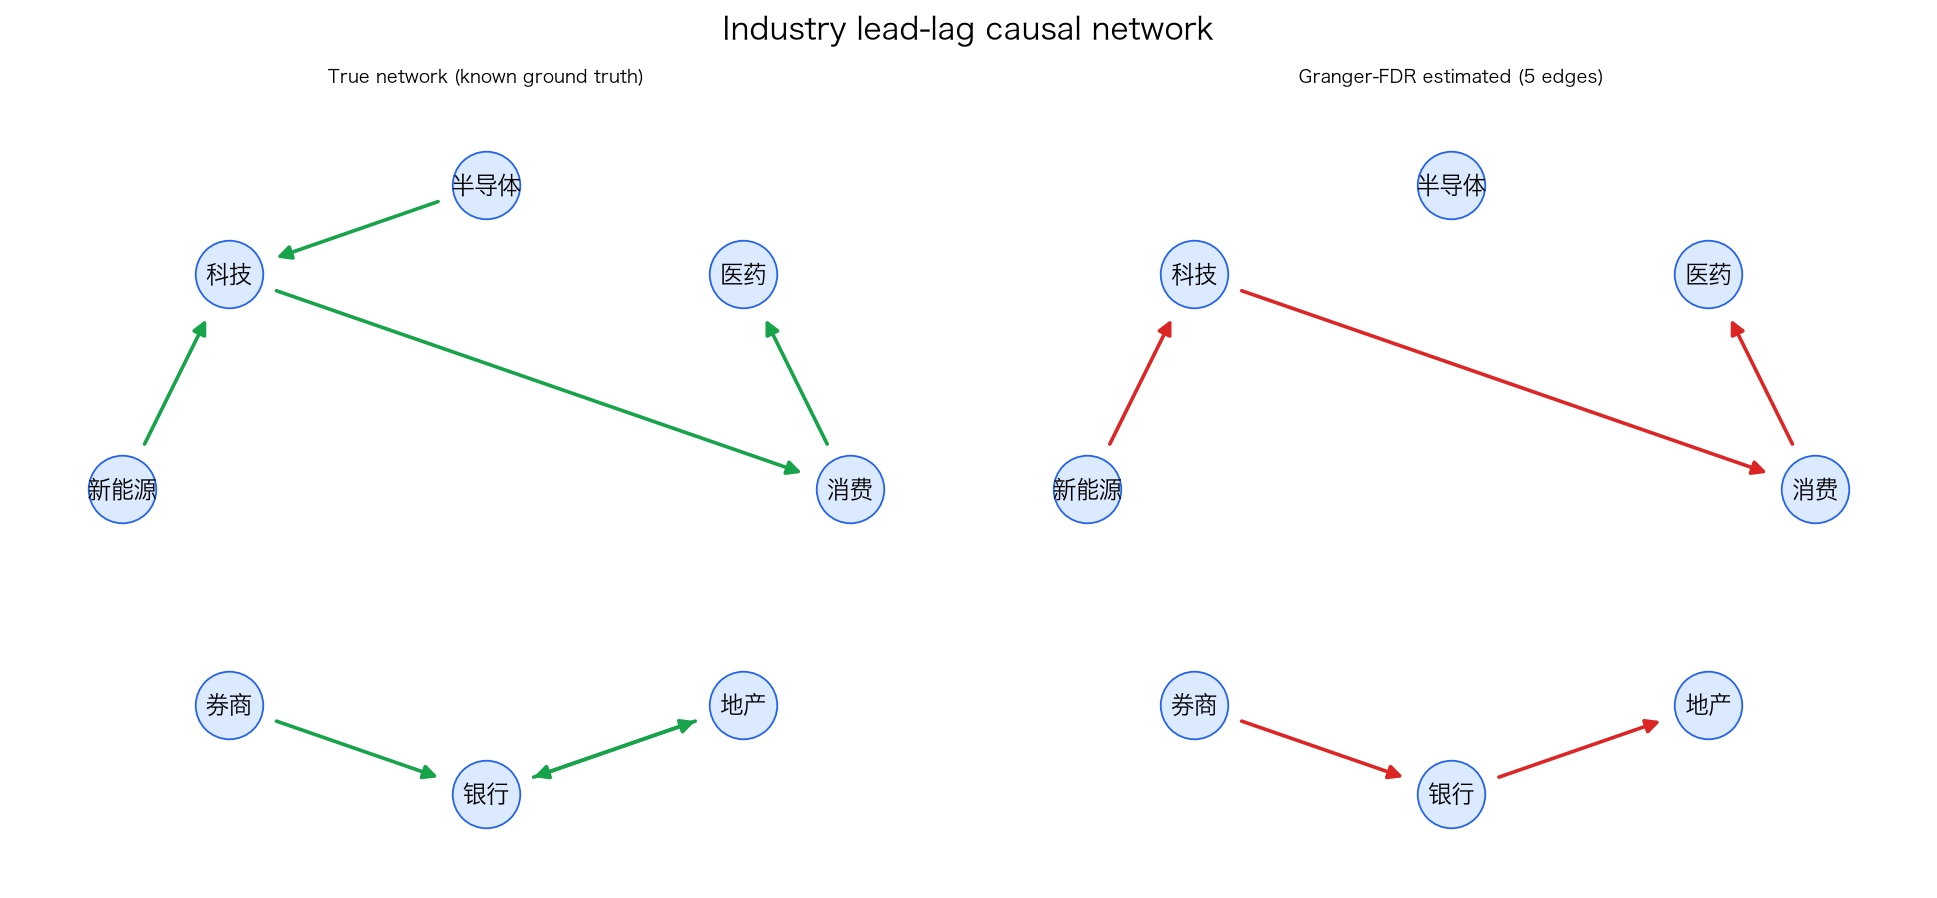 Industry lead-lag causal network
True network (known ground truth)
半导体
科技
医药
新能源
消费
券商
地产
银行
Granger-FDR estimated (5 edges)
半导体
科技
医药
新能源
消费
券商
地产
银行